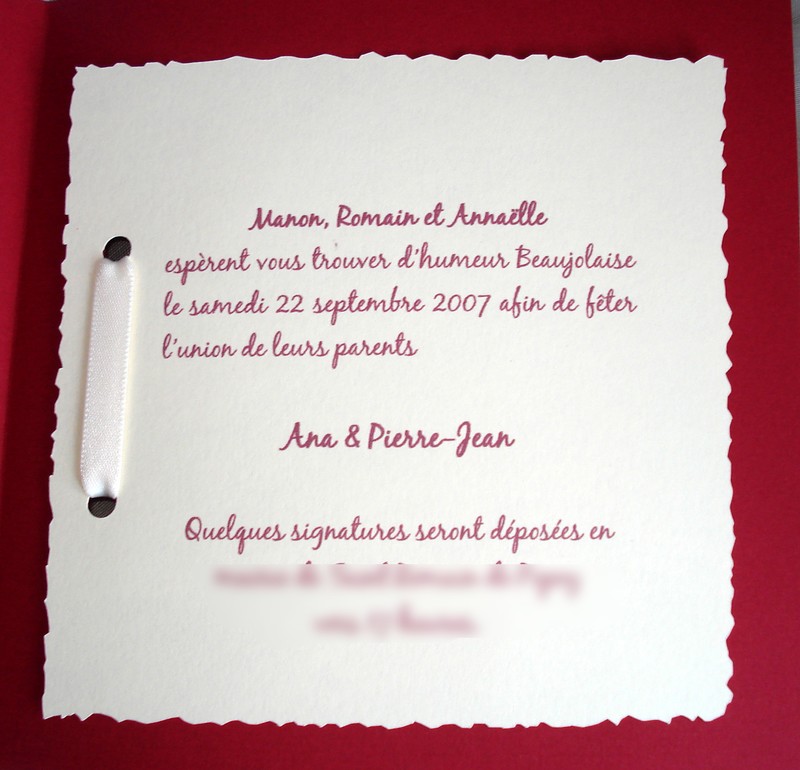 Manon, Romain et Annaëlle
espèrent vous trouver d'humeur Beaujolaise
le samedi 22 septembre 2007 afin de fêter
l'union de leurs parents
Ana & Pierre-Jean
Quelques signatures seront déposées en